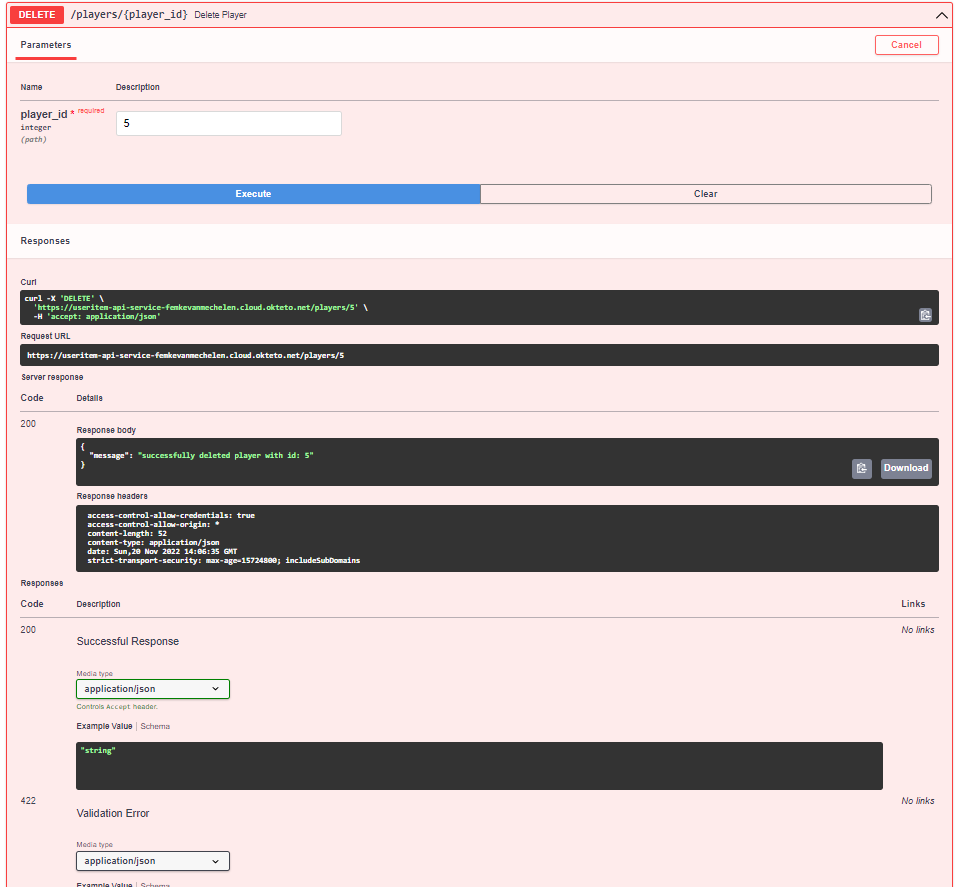 DELETE /players/{player_id} Delete Player
Parameters
Cancel
Name Description
player_id * required
integer
(path)
5
Execute Clear
Responses
Curl
curl -X 'DELETE' \
'https://useritem-api-service-femkevanmechelen.cloud.okteto.net/players/5' \
-H 'accept: application/json'
Request URL
https://useritem-api-service-femkevanmechelen.cloud.okteto.net/players/5
Server response
Code Details
200
Response body
{
"message": "successfully deleted player with id: 5"
}
Download
Response headers
access-control-allow-credentials: true
access-control-allow-origin: *
content-length: 52
content-type: application/json
date: Sun,20 Nov 2022 14:06:35 GMT
strict-transport-security: max-age=15724800; includeSubDomains
Responses
Code Description Links
200 No links
Successful Response
Media type
application/json
Controls Accept header.
Example Value | Schema
"string"
422 No links
Validation Error
Media type
application/json
Example Value | Schema